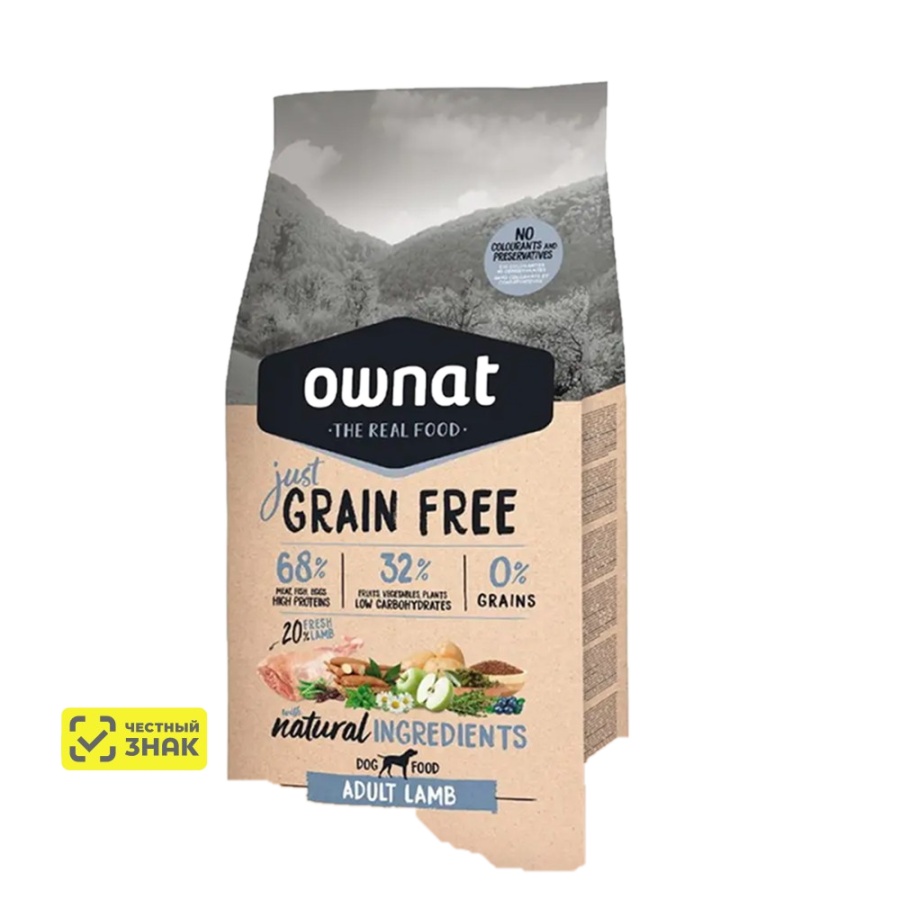 NO
COLOURANTS AND
PRESERVATIVES
ownat
·THE REAL FOOD·
just
GRAIN FREE
68%
MEAT, FISH, EGGS
HIGH PROTEINS
32%
FRUITS, VEGETABLES, PLANTS
LOW CARBOHYDRATES
0%
GRAINS
20% FRESH
LAMB
with
natural INGREDIENTS
DOG FOOD
ADULT LAMB
ЧЕСТНЫЙ
ЗНАК